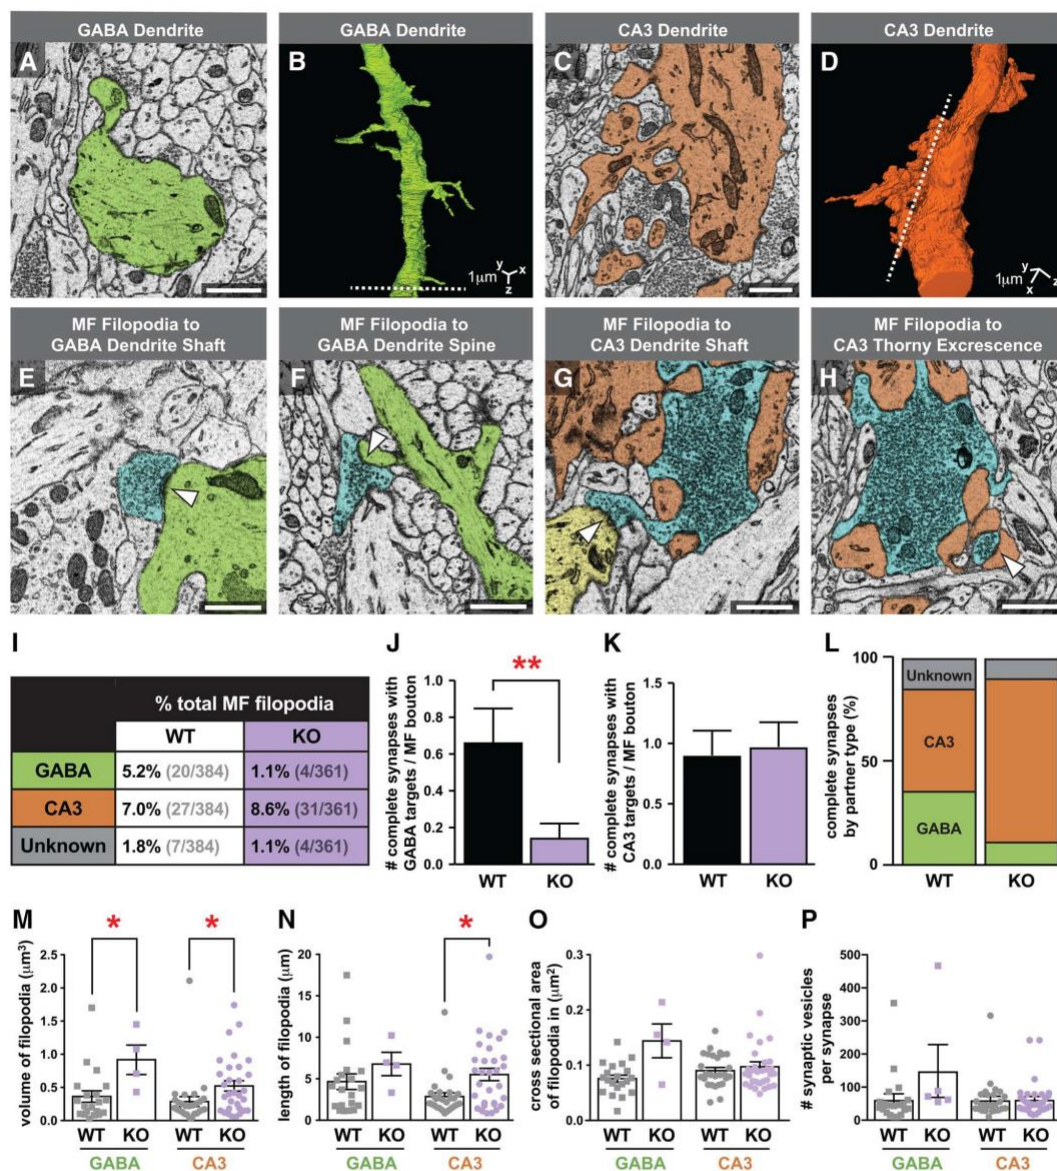 GABA Dendrite
A
GABA Dendrite
B
1μm
y
x
z
CA3 Dendrite
C
CA3 Dendrite
D
1μm
y
x
z
MF Filopodia to
GABA Dendrite Shaft
E
MF Filopodia to
GABA Dendrite Spine
F
MF Filopodia to
CA3 Dendrite Shaft
G
MF Filopodia to
CA3 Thorny Excrescence
H
I
% total MF filopodia
WT KO
GABA 5.2% (20/384) 1.1% (4/361)
CA3 7.0% (27/384) 8.6% (31/361)
Unknown 1.8% (7/384) 1.1% (4/361)
J
# complete synapses with
GABA targets / MF bouton
1.0
0.8
0.6
0.4
0.2
0.0
**
WT KO
K
# complete synapses with
CA3 targets / MF bouton
1.5
1.0
0.5
0.0
WT KO
L
complete synapses
by partner type (%)
100
50
0
Unknown
CA3
GABA
WT KO
M
volume of filopodia (μm³)
2.5
2.0
1.5
1.0
0.5
0.0
* *
WT KO WT KO
GABA CA3
N
length of filopodia (μm)
20
15
10
5
0
*
WT KO WT KO
GABA CA3
O
cross sectional area
of filopodia in (μm²)
0.3
0.2
0.1
0.0
WT KO WT KO
GABA CA3
P
# synaptic vesicles
per synapse
500
400
300
200
100
0
WT KO WT KO
GABA CA3